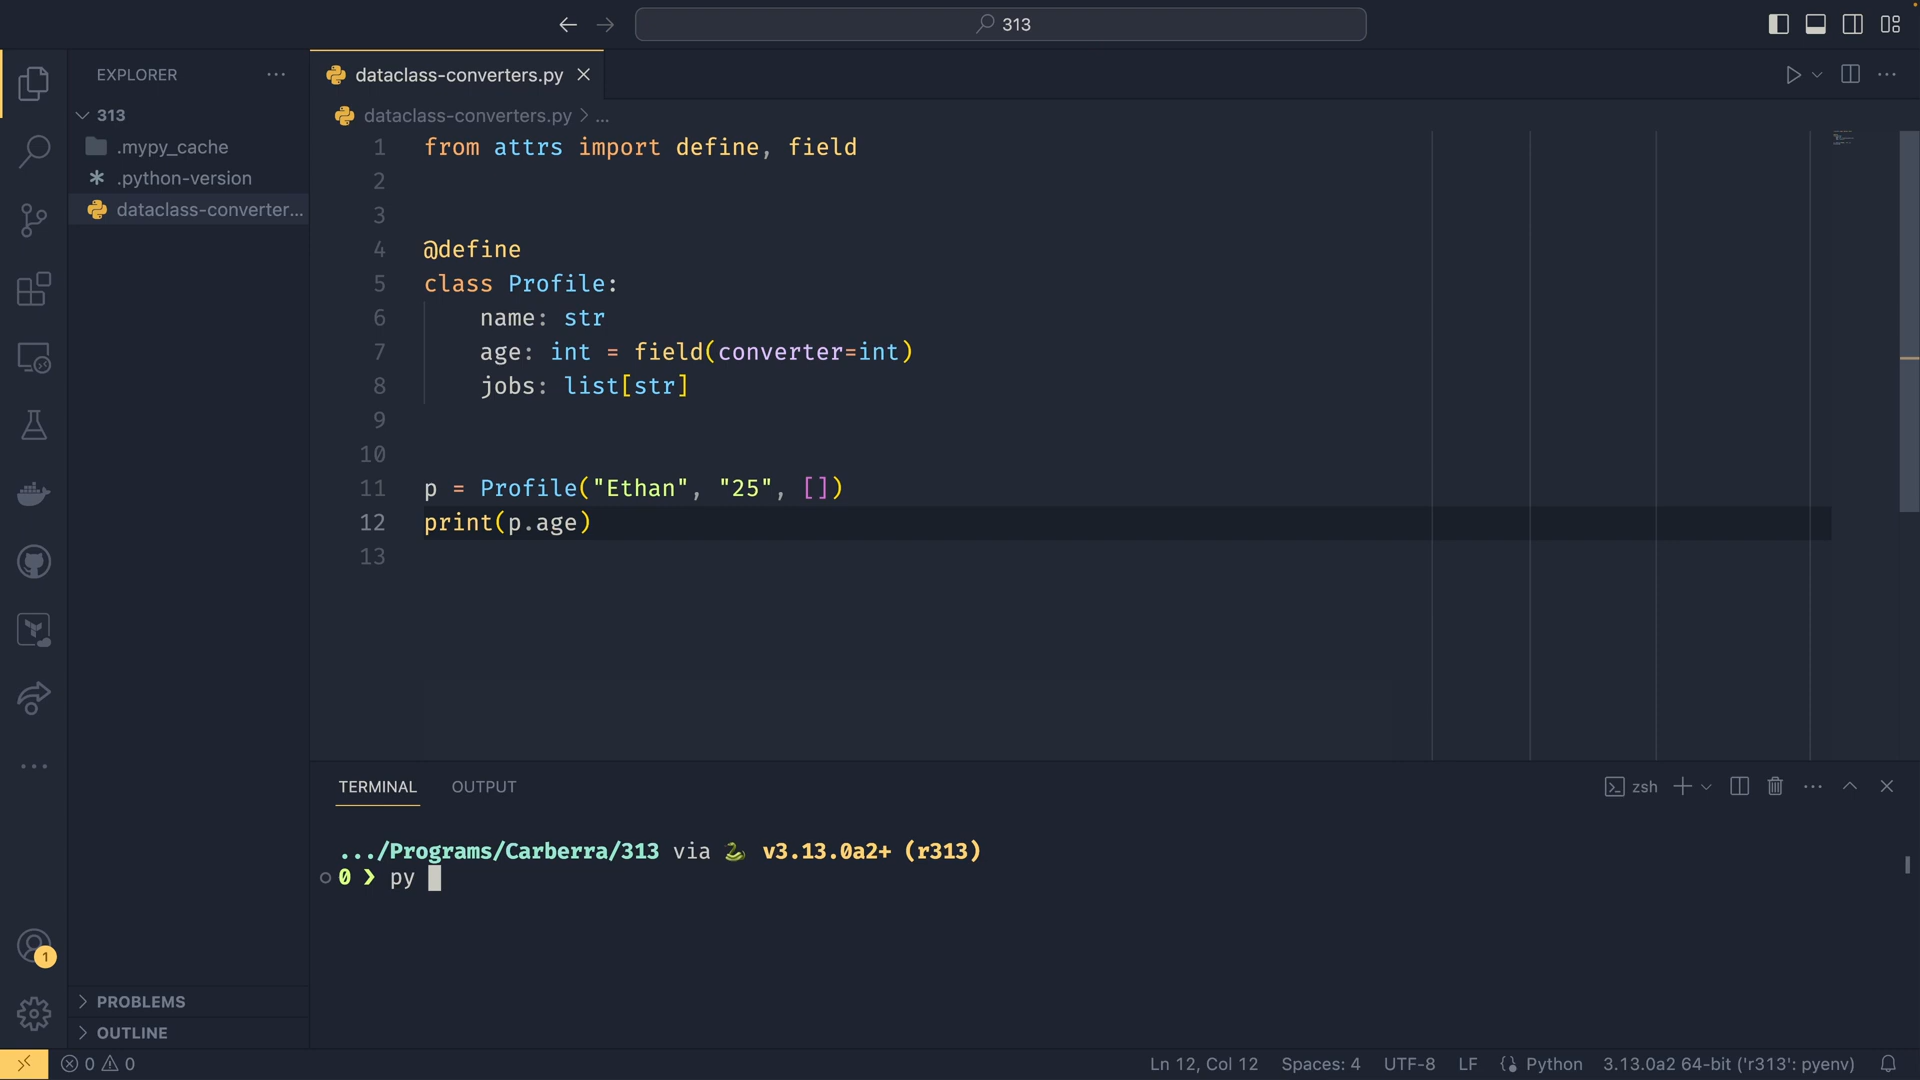 313
EXPLORER
313
.mypy_cache
.python-version
dataclass-converter...
PROBLEMS
OUTLINE
1
dataclass-converters.py
dataclass-converters.py > ...
1 from attrs import define, field
2
3
4 @define
5 class Profile:
6 name: str
7 age: int = field(converter=int)
8 jobs: list[str]
9
10
11 p = Profile("Ethan", "25", [])
12 print(p.age)
13
TERMINAL OUTPUT
zsh
.../Programs/Carberra/313 via 🐍 v3.13.0a2+ (r313)
0 ❯ py
0 0
Ln 12, Col 12 Spaces: 4 UTF-8 LF Python 3.13.0a2 64-bit ('r313': pyenv)